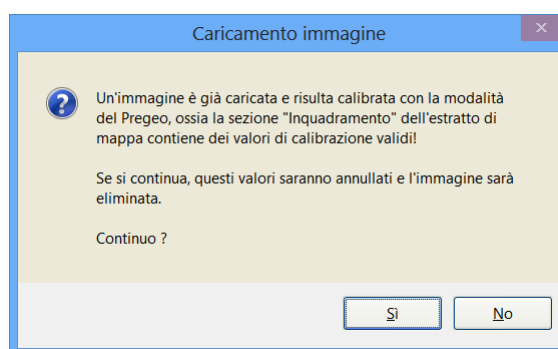 Caricamento immagine
×
?
Un'immagine è già caricata e risulta calibrata con la modalità
del Pregeo, ossia la sezione "Inquadramento" dell'estratto di
mappa contiene dei valori di calibrazione validi!
Se si continua, questi valori saranno annullati e l'immagine sarà
eliminata.
Continuo ?
Sì No